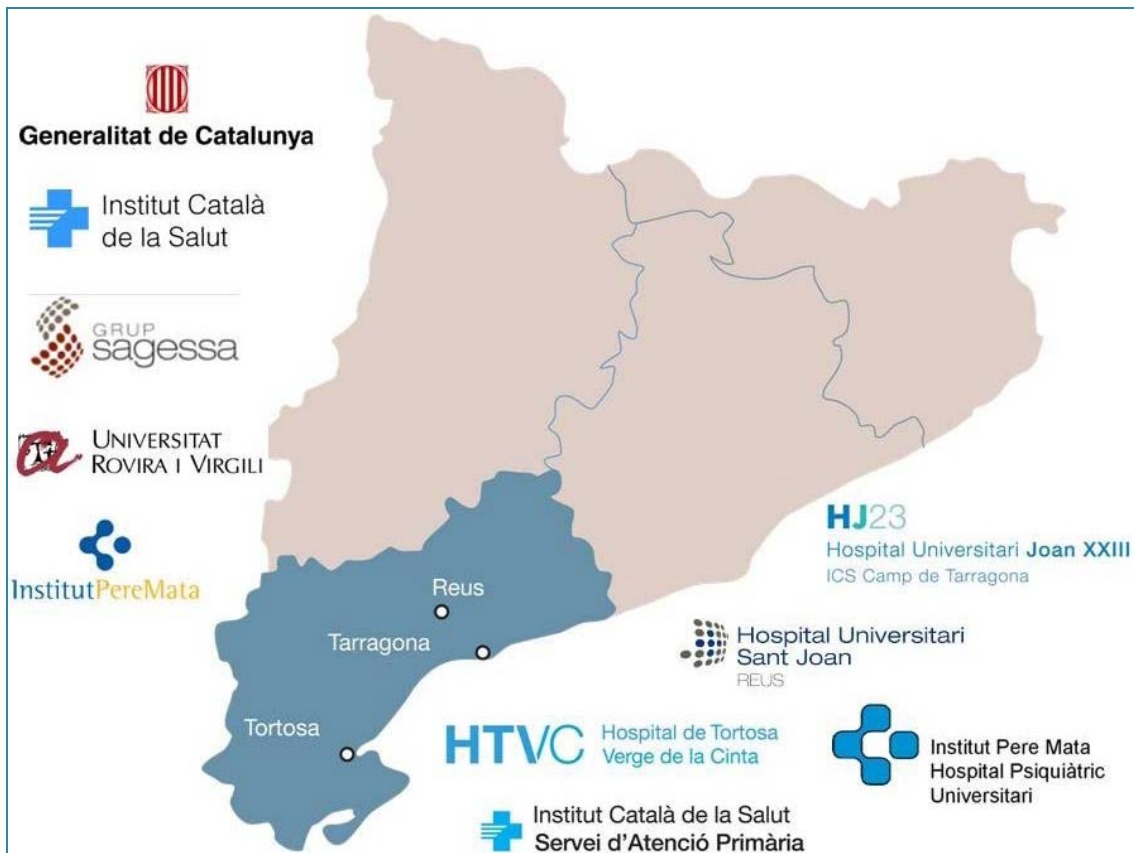 Generalitat de Catalunya
Institut Català
de la Salut
GRUP
sagessa
UNIVERSITAT
ROVIRA I VIRGILI
InstitutPereMata
Reus
Tarragona
Tortosa
HJ23
Hospital Universitari Joan XXIII
ICS Camp de Tarragona
Hospital Universitari
Sant Joan
REUS
HTVC
Hospital de Tortosa
Verge de la Cinta
Institut Pere Mata
Hospital Psiquiàtric
Universitari
Institut Català de la Salut
Servei d'Atenció Primària